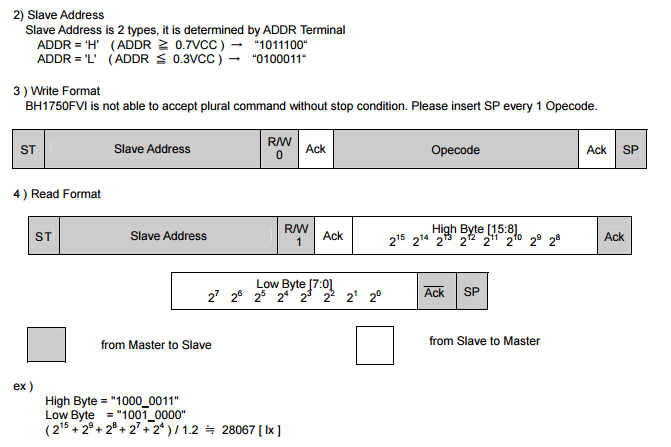 2) Slave Address
Slave Address is 2 types, it is determined by ADDR Terminal
ADDR = 'H' ( ADDR ≧ 0.7VCC ) → "1011100"
ADDR = 'L' ( ADDR ≦ 0.3VCC ) → "0100011"
3 ) Write Format
BH1750FVI is not able to accept plural command without stop condition. Please insert SP every 1 Opecode.
ST Slave Address R/W 0 Ack Opecode Ack SP
4 ) Read Format
ST Slave Address R/W 1 Ack High Byte [15:8] 2¹⁵ 2¹⁴ 2¹³ 2¹² 2¹¹ 2¹⁰ 2⁹ 2⁸ Ack
Low Byte [7:0] 2⁷ 2⁶ 2⁵ 2⁴ 2³ 2² 2¹ 2⁰ A̅c̅k̅ SP
from Master to Slave
from Slave to Master
ex )
High Byte = "1000_0011"
Low Byte = "1001_0000"
( 2¹⁵ + 2⁹ + 2⁸ + 2⁷ + 2⁴ ) / 1.2 ≒ 28067 [ lx ]